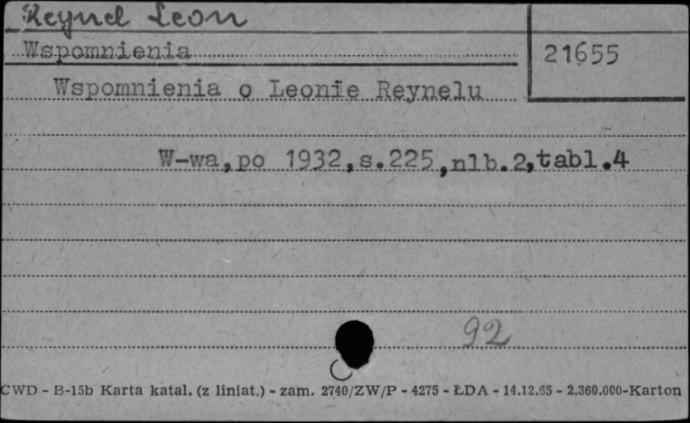 Reynel Leon
Wspomnienia
21655
Wspomnienia o Leonie Reynelu
W-wa, po 1932, s.225, nlb.2, tabl.4
92
CWD - B-15b Karta katal. (z liniat.) - zam. 2740/ZW/P - 4275 - ŁDA - 14.12.65 - 2.360.000-Karton